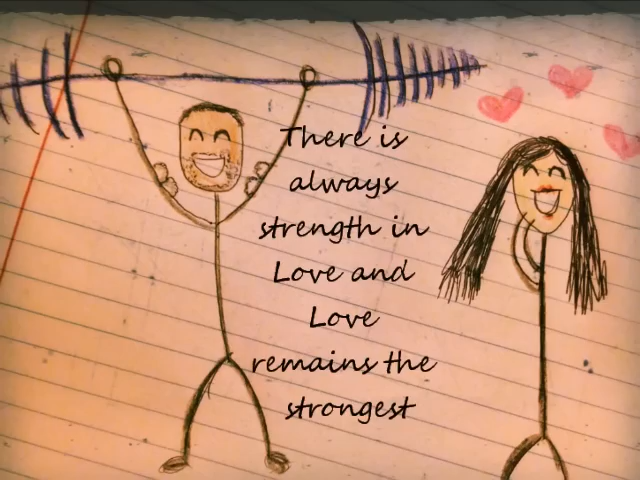 There is
always
strength in
Love and
Love
remains the
strongest